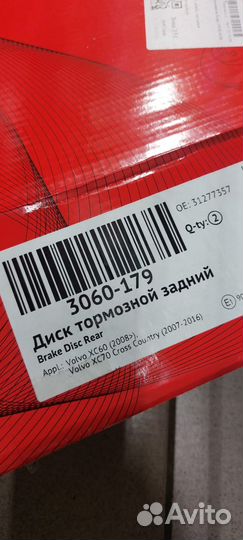 OE: 31277357
Q-ty: 2
3060-179
Диск тормозной задний
Brake Disc Rear
Appl.: Volvo XC60 (2008>),
Volvo XC70 Cross Country (2007-2016)
E1
Avito